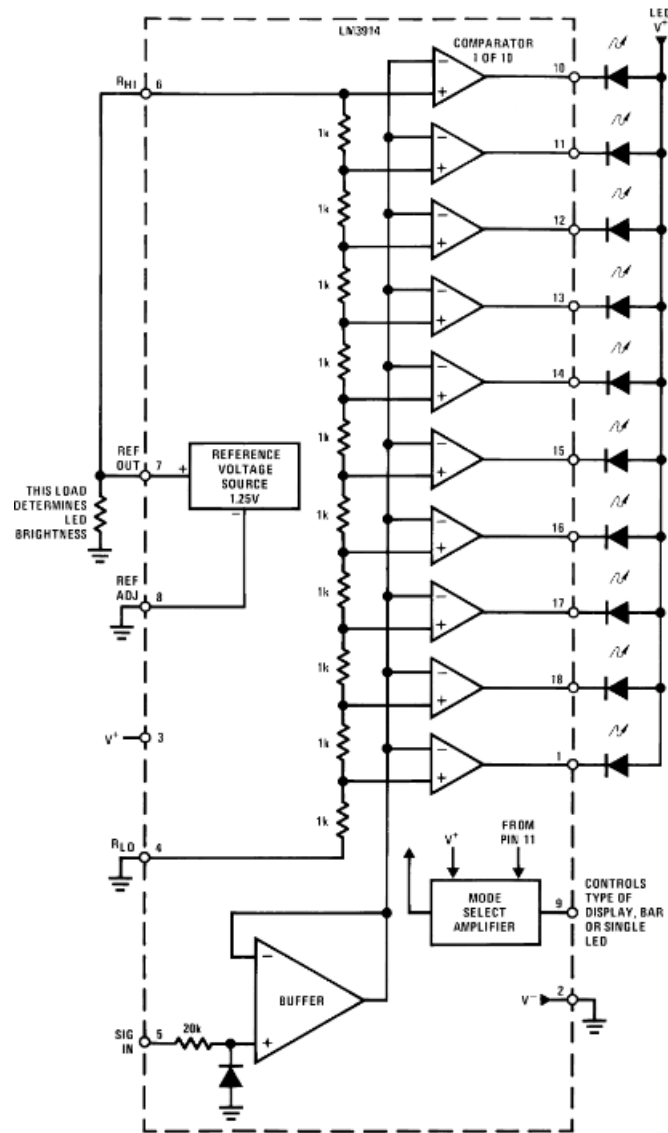 LED
V+
LM3914
COMPARATOR
1 OF 10
RHI
6
10
−
+
1k
11
−
+
1k
12
−
+
1k
13
−
+
1k
14
−
+
1k
15
−
+
REF
OUT
7
+
REFERENCE
VOLTAGE
SOURCE
1.25V
−
THIS LOAD
DETERMINES
LED
BRIGHTNESS
1k
16
−
+
REF
ADJ
8
1k
17
−
+
1k
18
−
+
V+
3
1k
1
−
+
RLO
4
1k
V+
FROM
PIN 11
MODE
SELECT
AMPLIFIER
9
CONTROLS
TYPE OF
DISPLAY, BAR
OR SINGLE
LED
−
BUFFER
+
V−
2
SIG
IN
5
20k